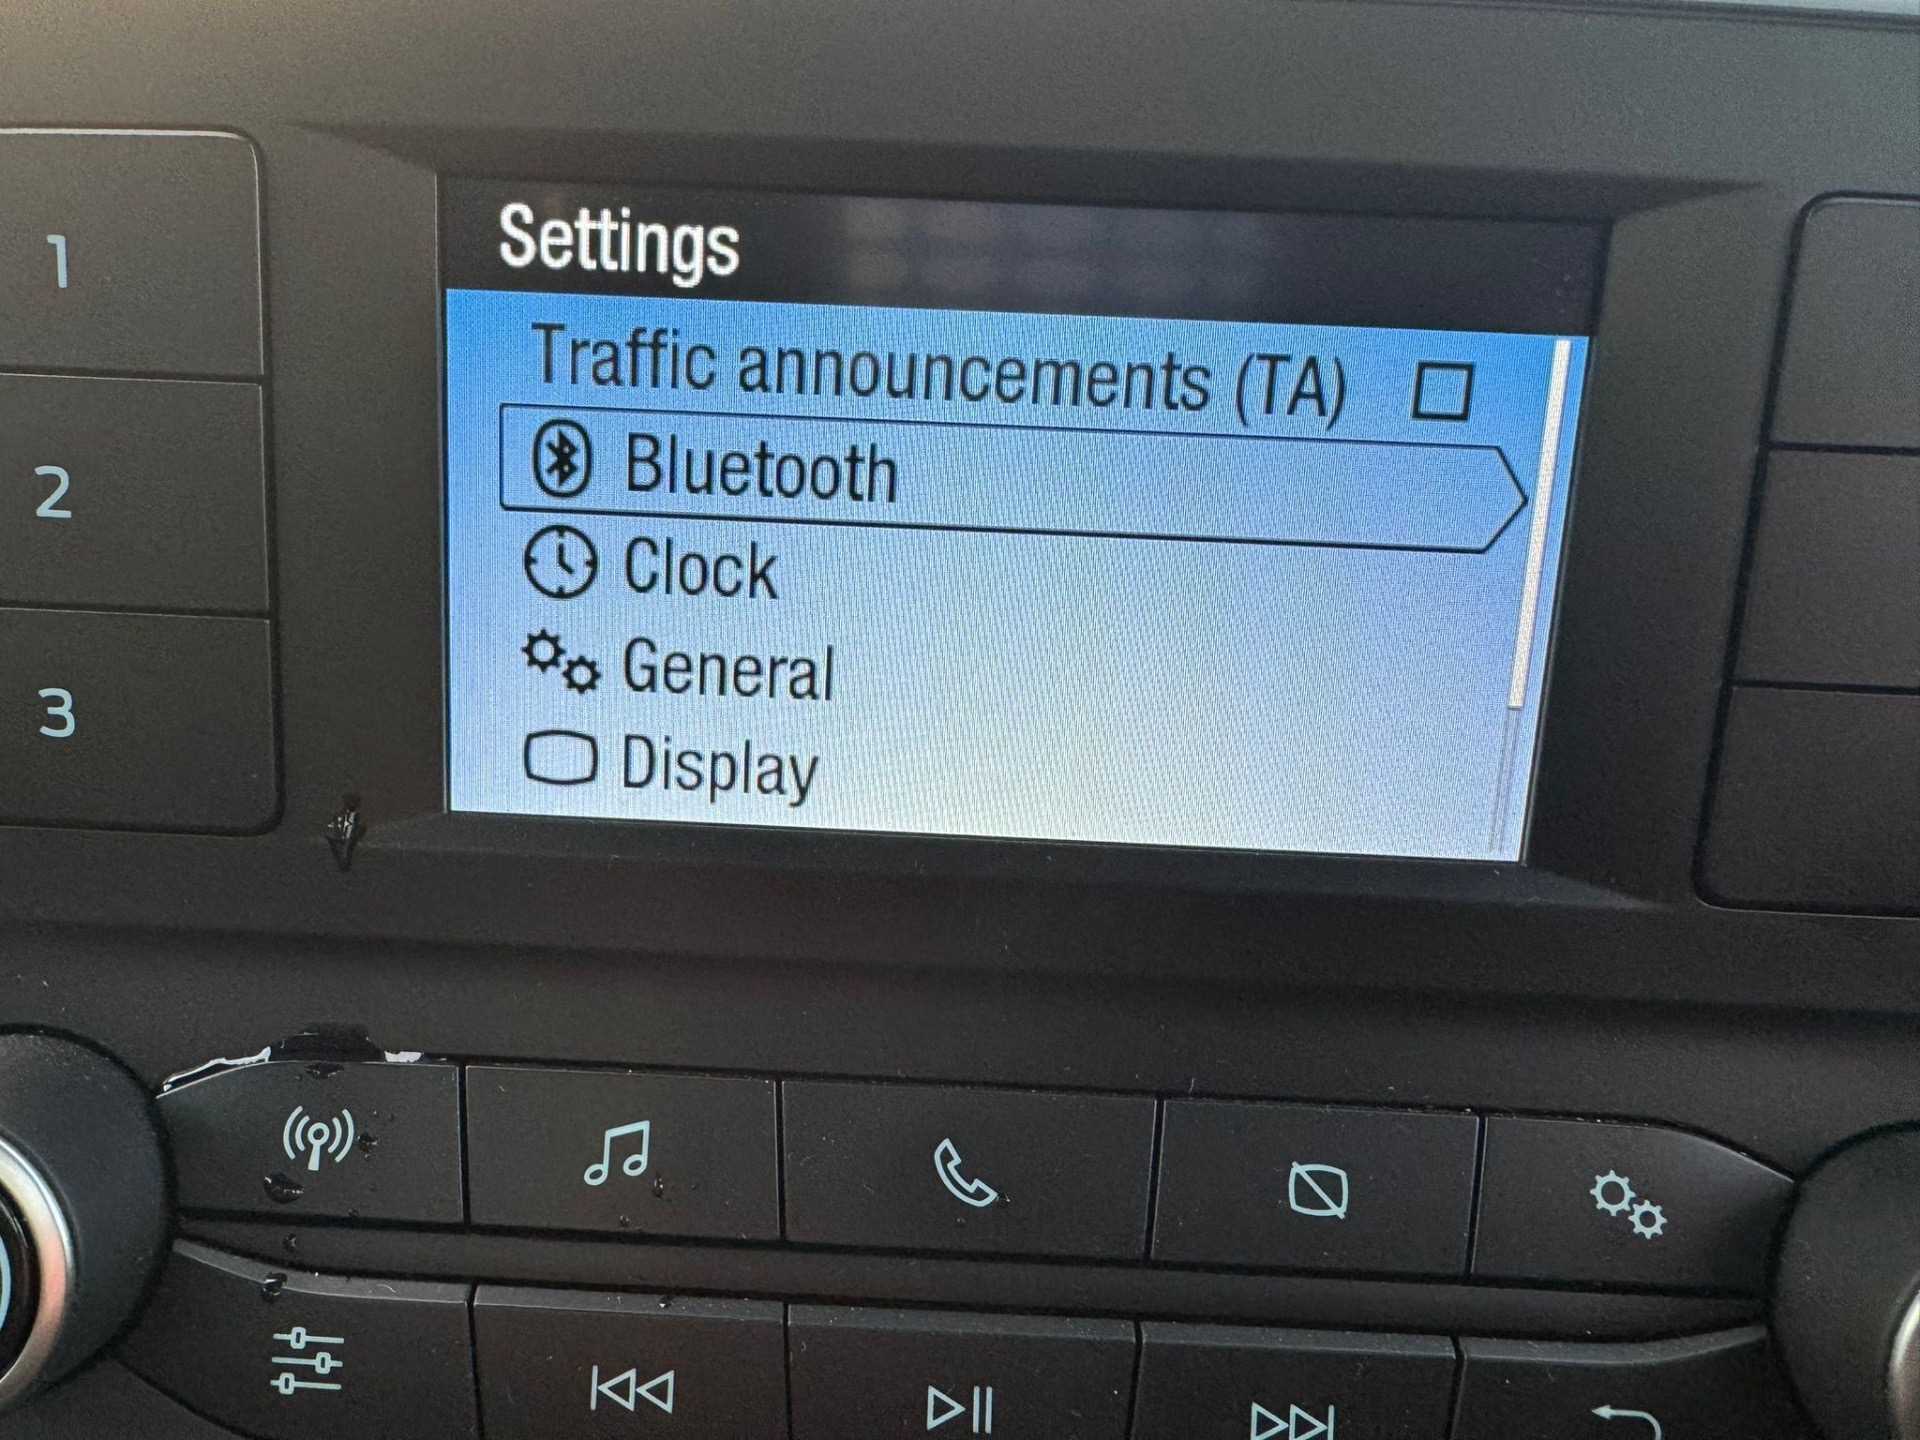 Settings
Traffic announcements (TA)
Bluetooth
Clock
General
Display
1
2
3